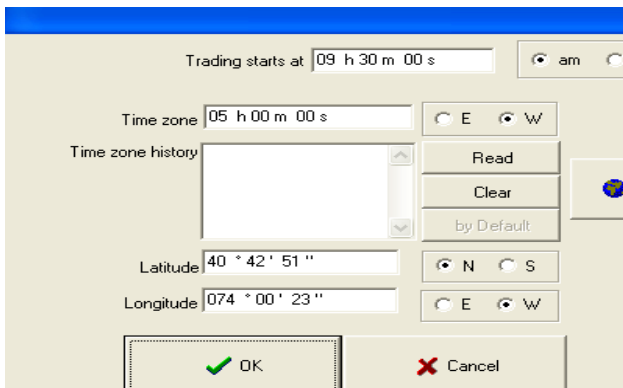 Trading starts at 09 h 30 m 00 s am
Time zone 05 h 00 m 00 s E W
Time zone history Read
Clear
by Default
Latitude 40 ° 42 ' 51 " N S
Longitude 074 ° 00 ' 23 " E W
OK Cancel